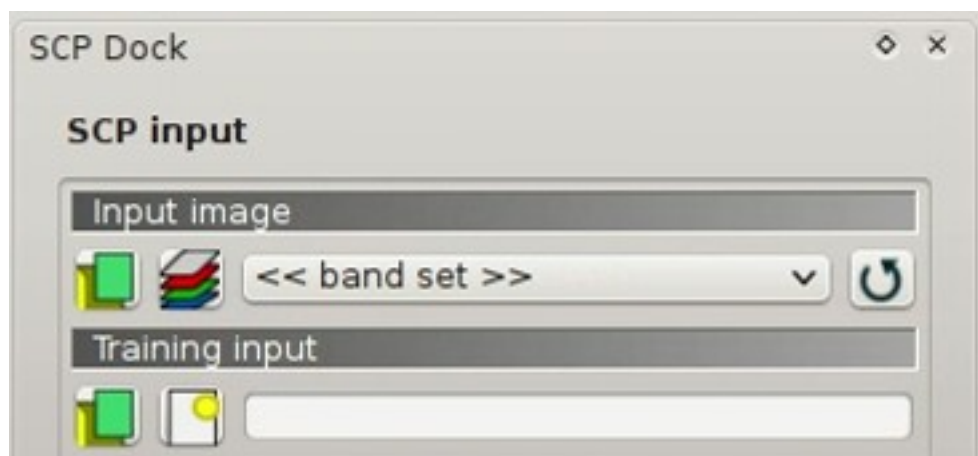 SCP Dock
SCP input
Input image
<< band set >>
Training input